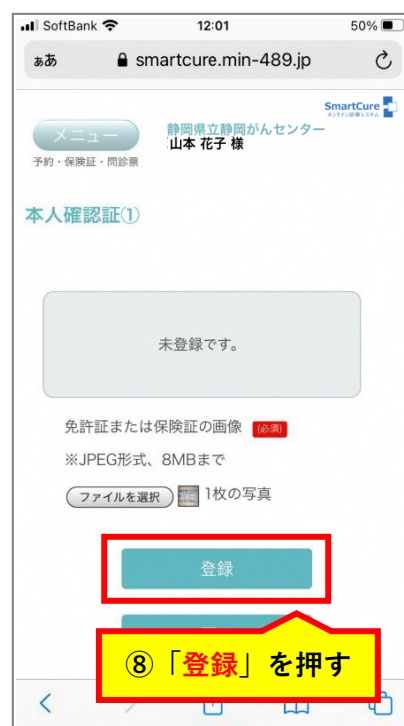 SoftBank 12:01 50%
ぁあ smartcure.min-489.jp
SmartCure
オンライン診療システム
メニュー
静岡県立静岡がんセンター
山本 花子 様
予約・保険証・問診票
本人確認証①
未登録です。
免許証または保険証の画像 (必須)
※JPEG形式、8MBまで
ファイルを選択 1枚の写真
登録
⑧「登録」を押す